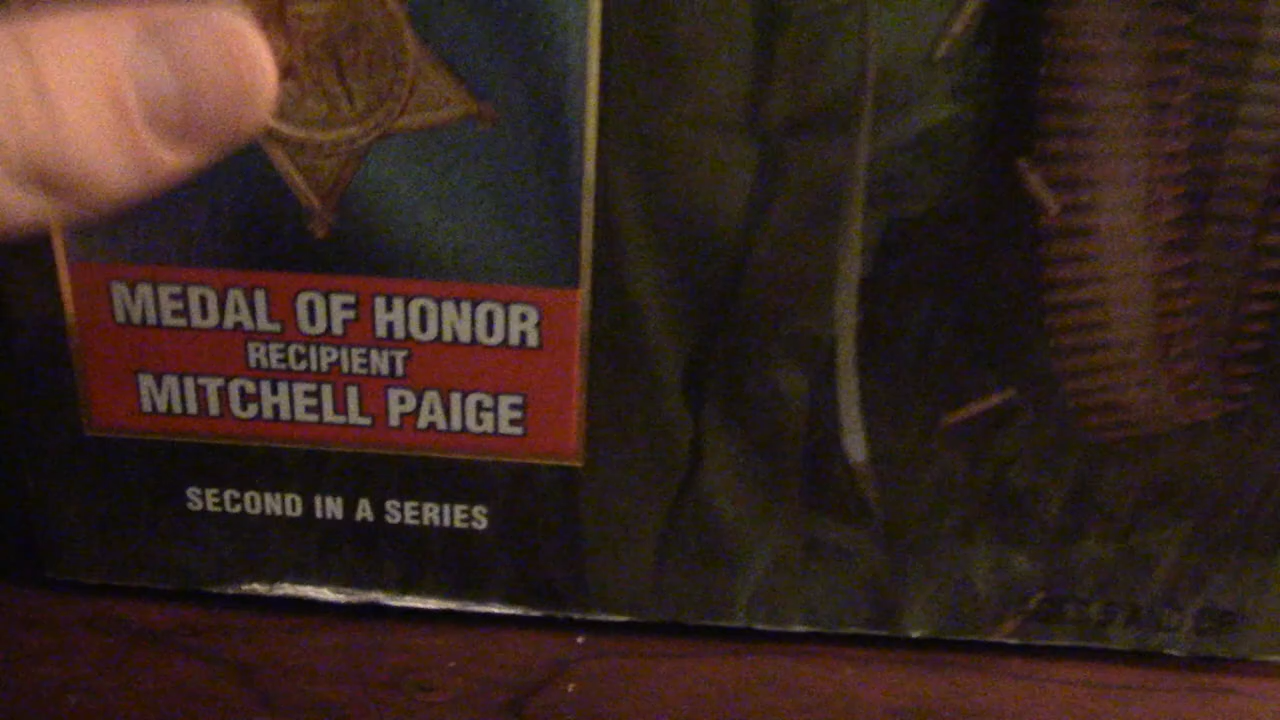 MEDAL OF HONOR
RECIPIENT
MITCHELL PAIGE
SECOND IN A SERIES